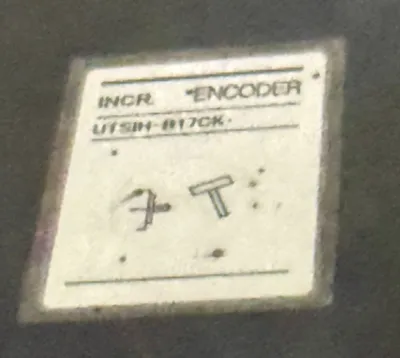 INCR. ENCODER
UTSIH-B17CK
T